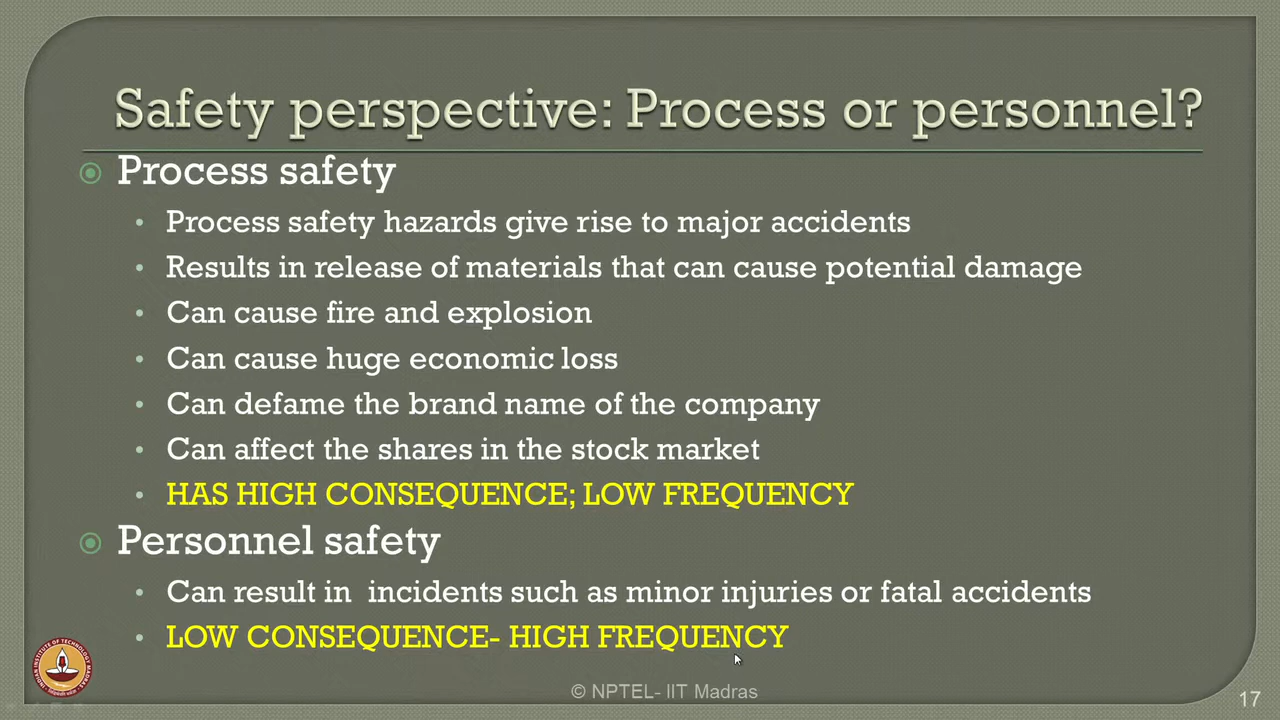 Safety perspective: Process or personnel?
Process safety
Process safety hazards give rise to major accidents
Results in release of materials that can cause potential damage
Can cause fire and explosion
Can cause huge economic loss
Can defame the brand name of the company
Can affect the shares in the stock market
HAS HIGH CONSEQUENCE; LOW FREQUENCY
Personnel safety
Can result in  incidents such as minor injuries or fatal accidents
LOW CONSEQUENCE- HIGH FREQUENCY
© NPTEL- IIT Madras
17